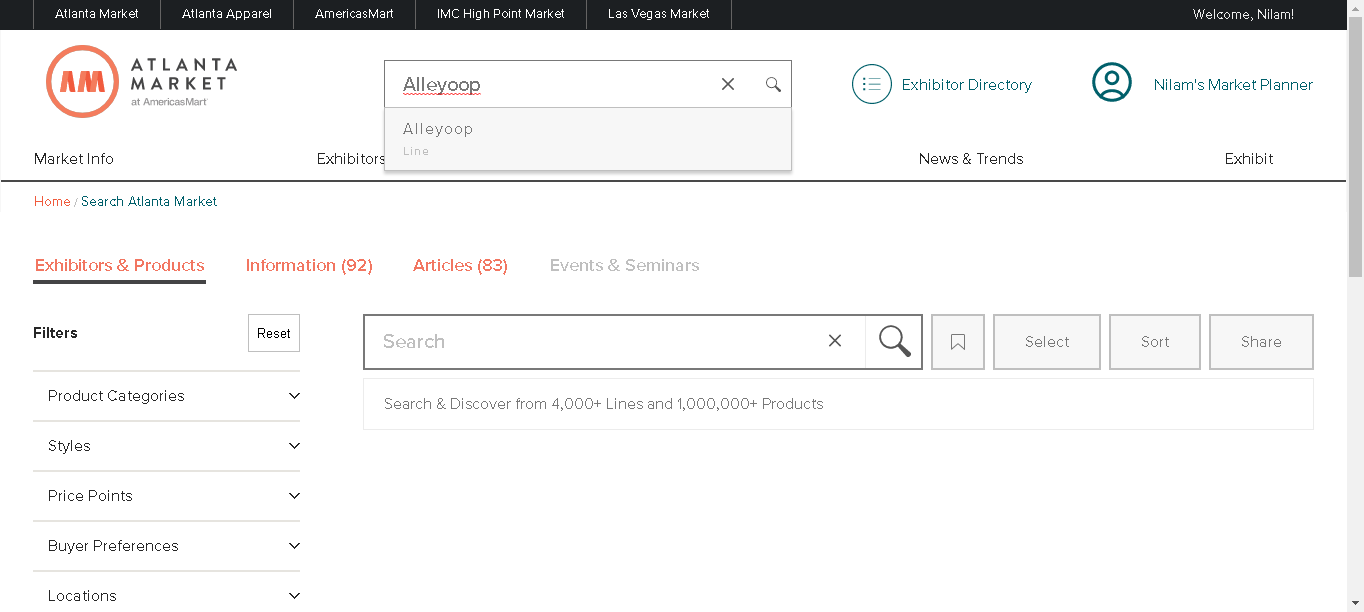 Atlanta Market Atlanta Apparel AmericasMart IMC High Point Market Las Vegas Market Welcome, Nilam!
AM ATLANTA
MARKET
at AmericasMart
Alleyoop
Exhibitor Directory
Nilam's Market Planner
Alleyoop
Line
Market Info Exhibitors News & Trends Exhibit
Home / Search Atlanta Market
Exhibitors & Products Information (92) Articles (83) Events & Seminars
Filters Reset
Search Select Sort Share
Search & Discover from 4,000+ Lines and 1,000,000+ Products
Product Categories
Styles
Price Points
Buyer Preferences
Locations